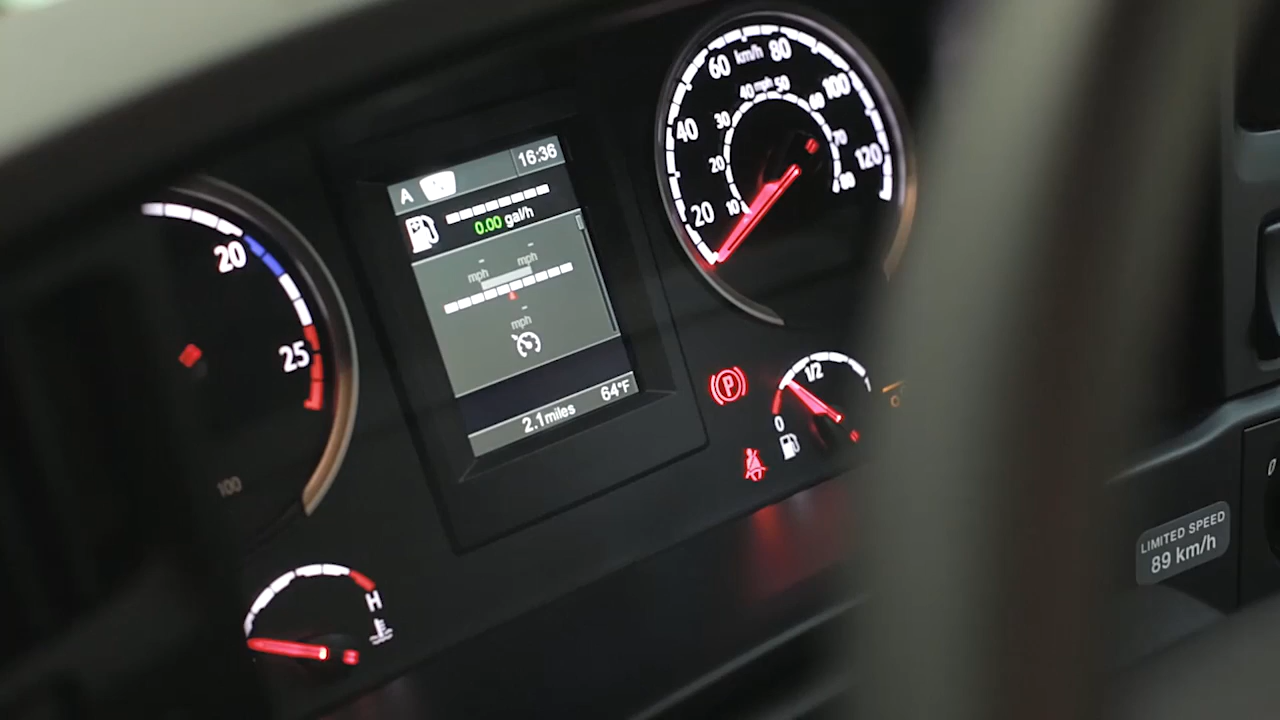 20
25
100
H
A
16:36
0.00 gal/h
mph
mph
mph
64°F
2.1miles
km/h
20
40
60
80
100
120
mph
10
20
30
40
50
60
70
80
P
0
1/2
LIMITED SPEED
89 km/h